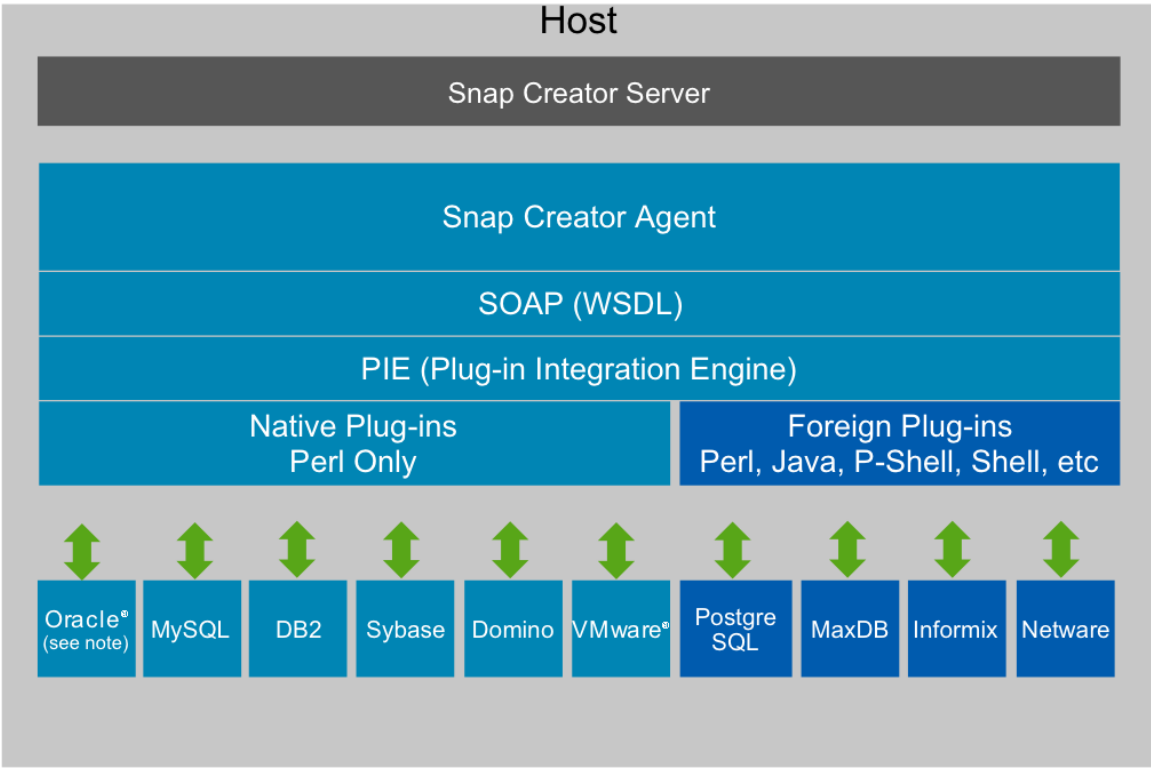 Host
Snap Creator Server
Snap Creator Agent
SOAP (WSDL)
PIE (Plug-in Integration Engine)
Native Plug-ins
Perl Only
Foreign Plug-ins
Perl, Java, P-Shell, Shell, etc
Oracle®
(see note)
MySQL
DB2
Sybase
Domino
VMware®
Postgre
SQL
MaxDB
Informix
Netware